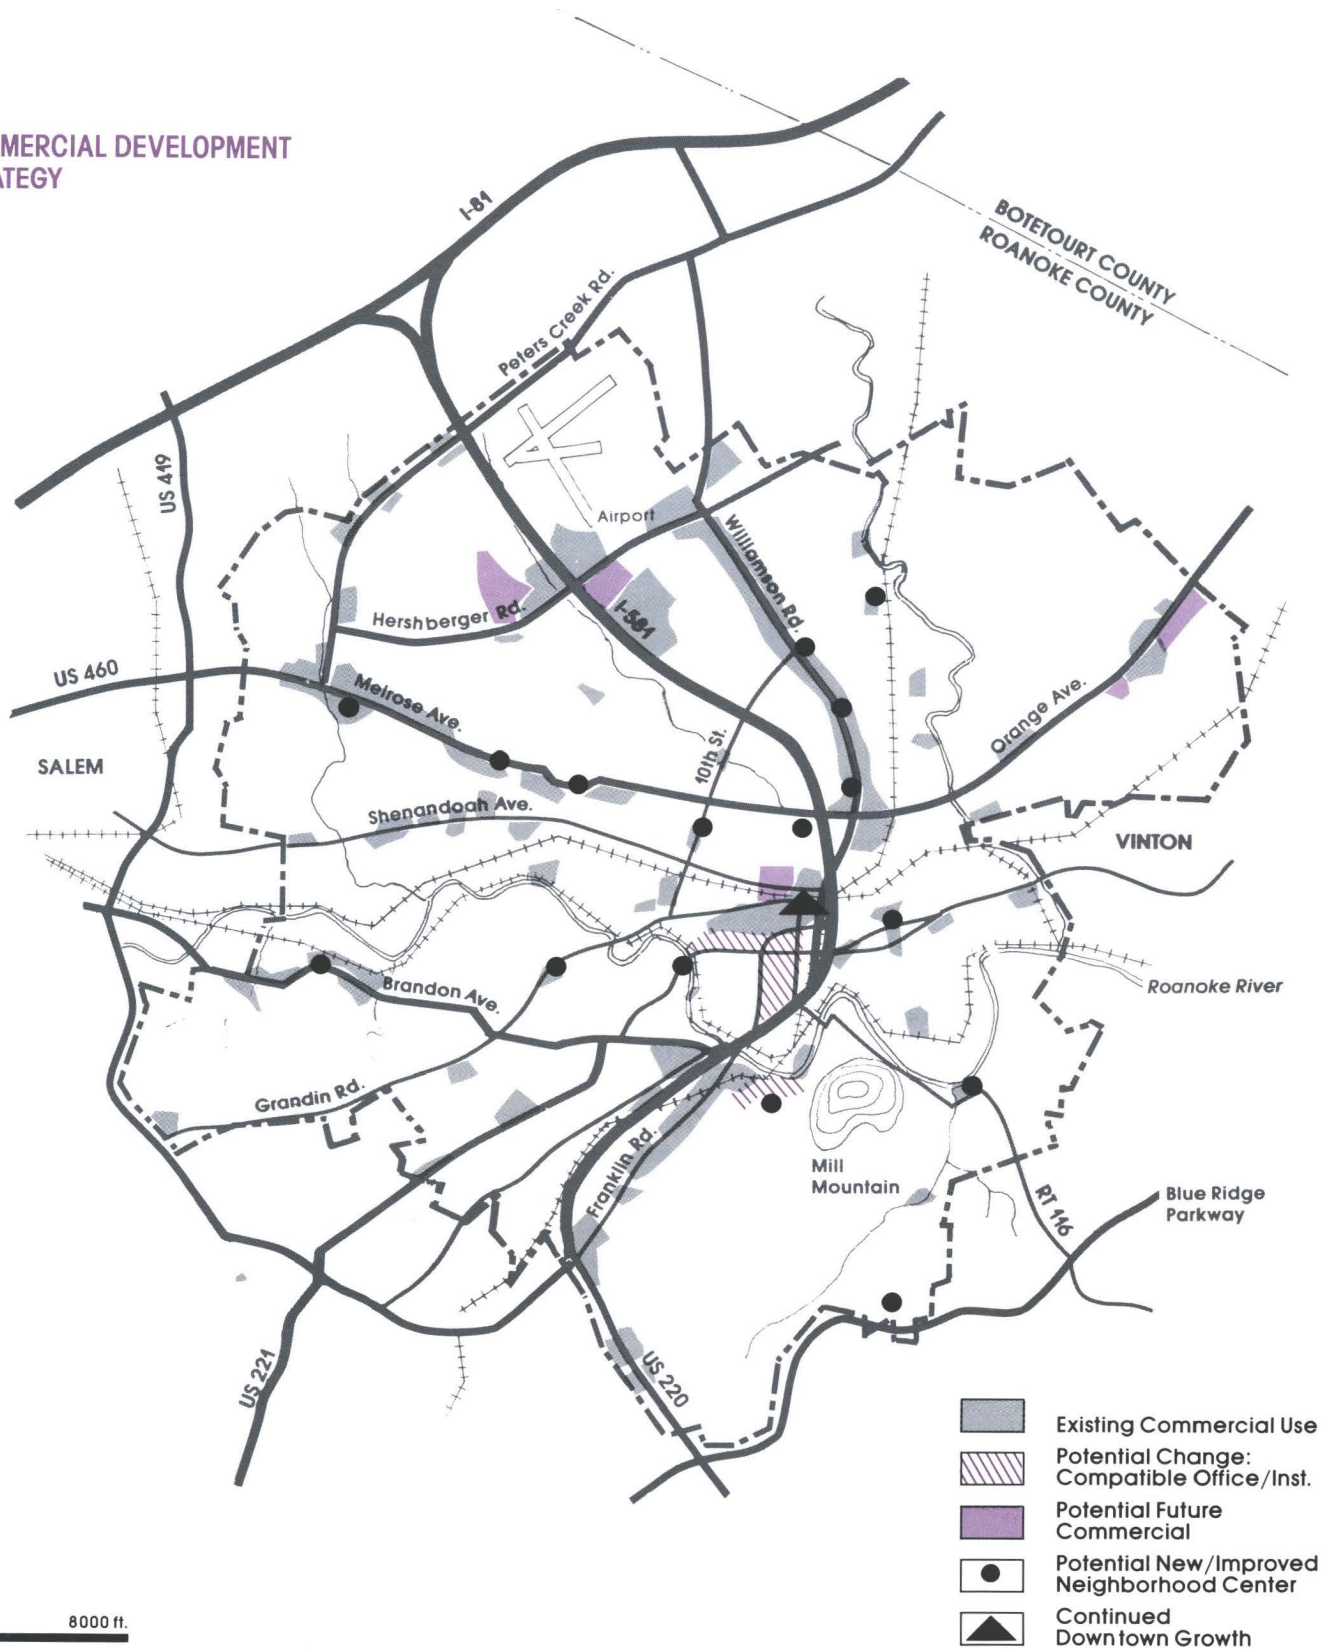 MERCIAL DEVELOPMENT
ATEGY
I-81
BOTETOURT COUNTY
ROANOKE COUNTY
Peters Creek Rd.
US 419
Airport
Williamson Rd.
Hershberger Rd.
I-581
US 460
Melrose Ave.
Orange Ave.
10th St.
SALEM
Shenandoah Ave.
VINTON
Brandon Ave.
Roanoke River
Grandin Rd.
Franklin Rd.
Mill
Mountain
RT 116
Blue Ridge
Parkway
US 221
US 220
Existing Commercial Use
Potential Change:
Compatible Office/Inst.
Potential Future
Commercial
Potential New/Improved
Neighborhood Center
Continued
Downtown Growth
8000 ft.